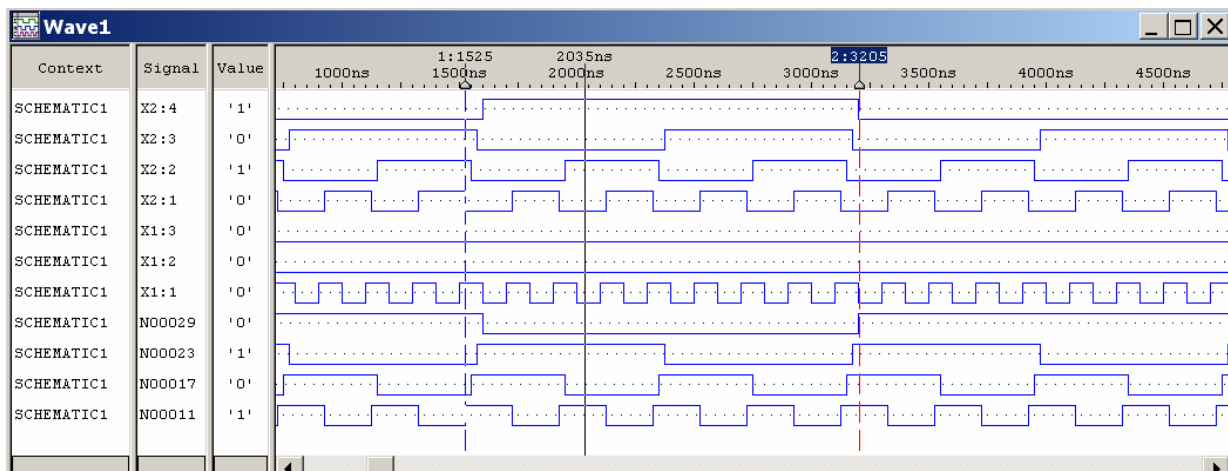 Wave1
Context Signal Value
1:1525 2035ns 2:3205
1000ns 1500ns 2000ns 2500ns 3000ns 3500ns 4000ns 4500ns
SCHEMATIC1 X2:4 '1'
SCHEMATIC1 X2:3 '0'
SCHEMATIC1 X2:2 '1'
SCHEMATIC1 X2:1 '0'
SCHEMATIC1 X1:3 '0'
SCHEMATIC1 X1:2 '0'
SCHEMATIC1 X1:1 '0'
SCHEMATIC1 N00029 '0'
SCHEMATIC1 N00023 '1'
SCHEMATIC1 N00017 '0'
SCHEMATIC1 N00011 '1'